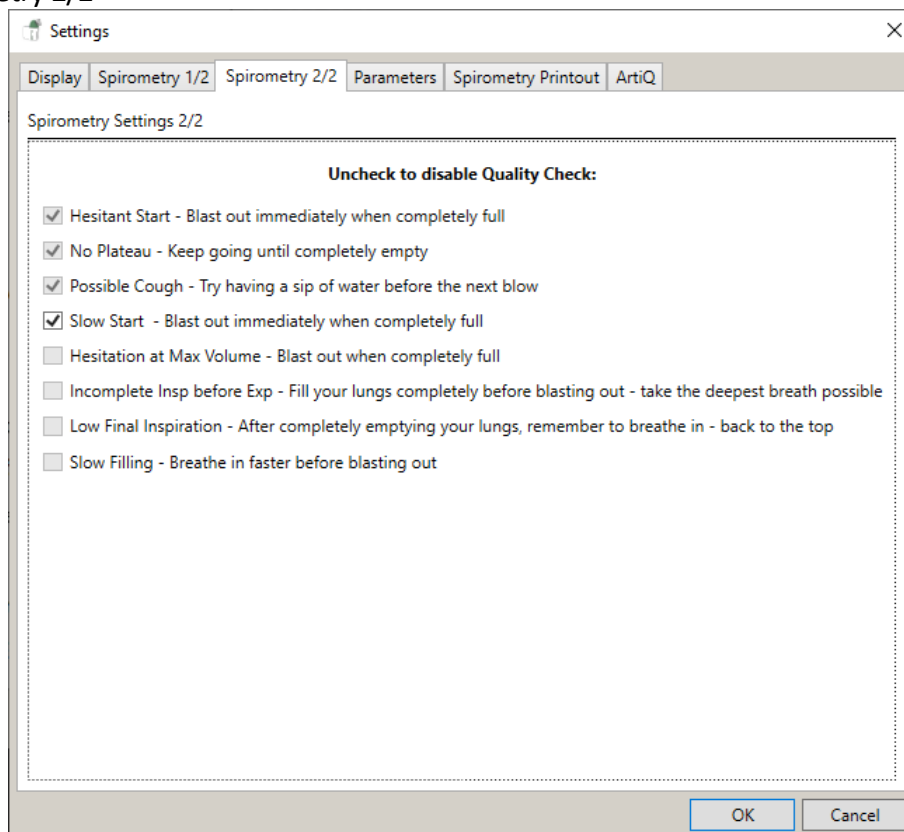 Settings
Display Spirometry 1/2 Spirometry 2/2 Parameters Spirometry Printout ArtiQ
Spirometry Settings 2/2
Uncheck to disable Quality Check:
Hesitant Start - Blast out immediately when completely full
No Plateau - Keep going until completely empty
Possible Cough - Try having a sip of water before the next blow
Slow Start - Blast out immediately when completely full
Hesitation at Max Volume - Blast out when completely full
Incomplete Insp before Exp - Fill your lungs completely before blasting out - take the deepest breath possible
Low Final Inspiration - After completely emptying your lungs, remember to breathe in - back to the top
Slow Filling - Breathe in faster before blasting out
OK Cancel